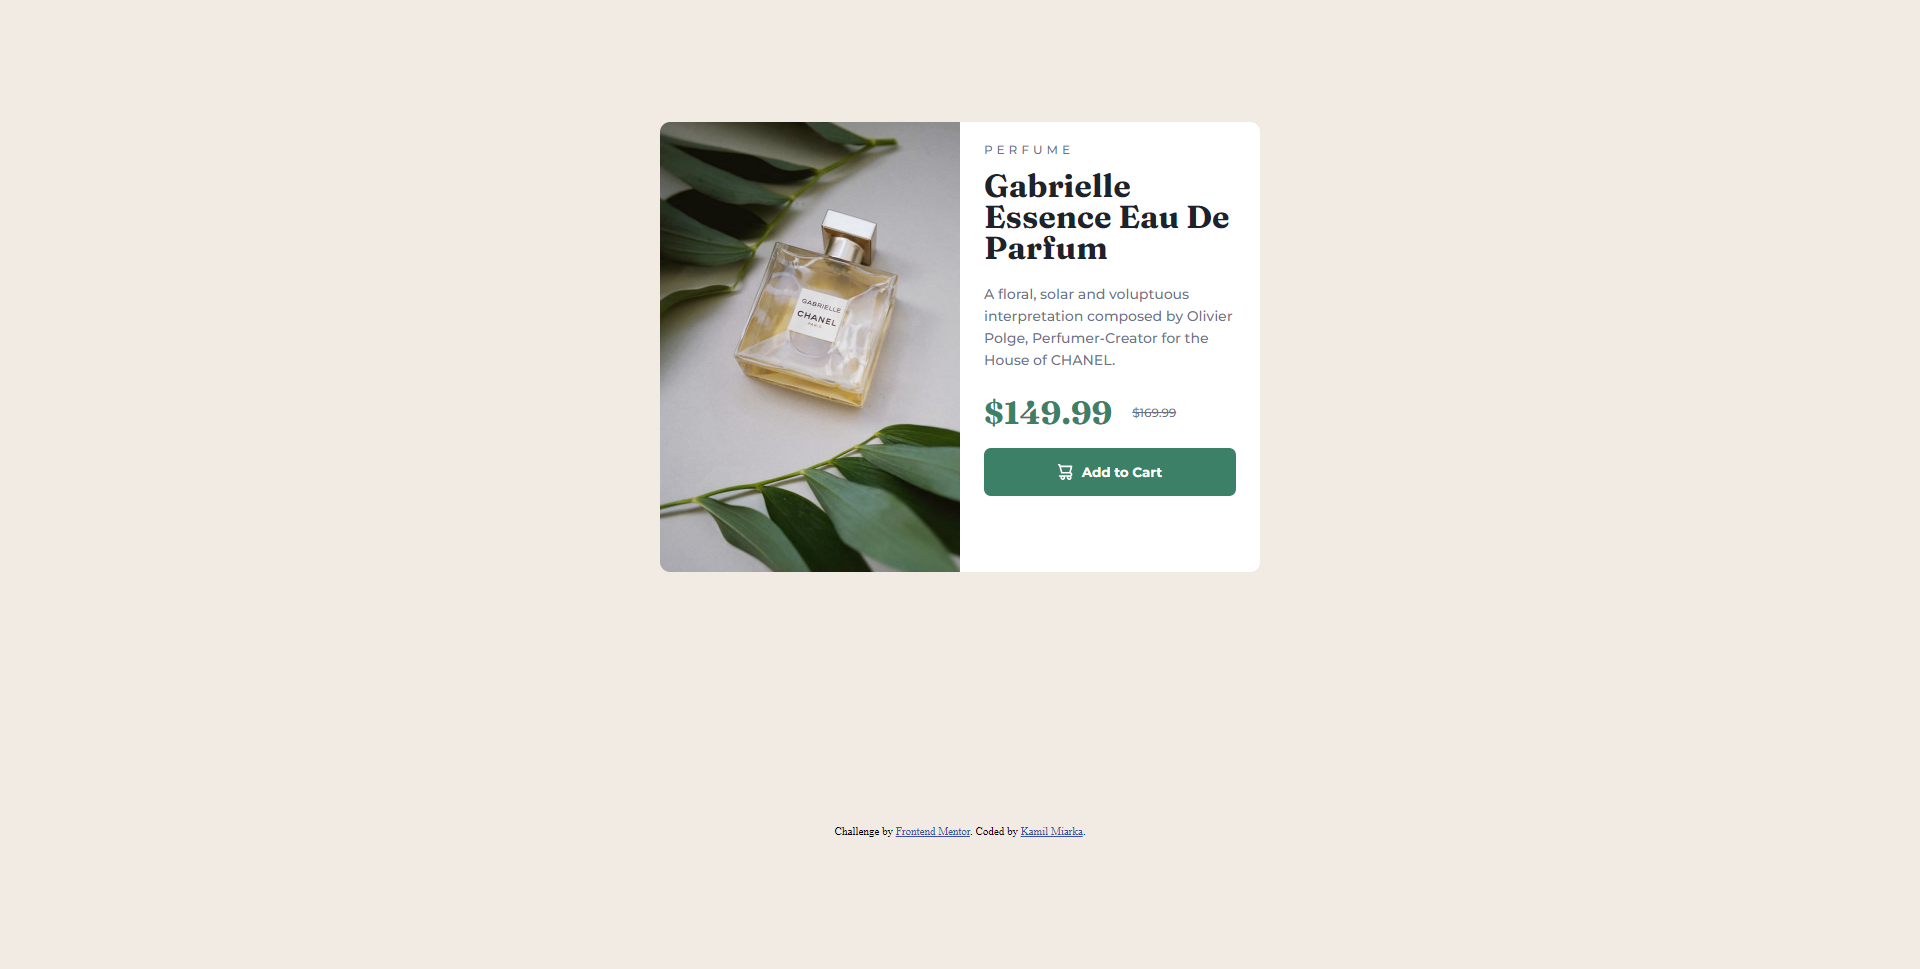 GABRIELLE
CHANEL
PARIS
PERFUME
Gabrielle
Essence Eau De
Parfum
A floral, solar and voluptuous
interpretation composed by Olivier
Polge, Perfumer-Creator for the
House of CHANEL.
$149.99 $169.99
Add to Cart
Challenge by Frontend Mentor. Coded by Kamil Miarka.